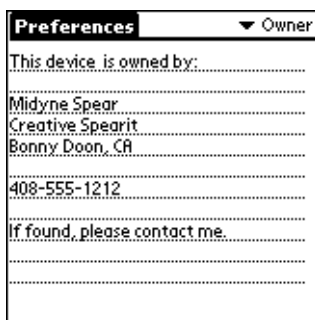 Preferences
Owner
This device is owned by:
Midyne Spear
Creative Spearit
Bonny Doon, CA
408-555-1212
If found, please contact me.